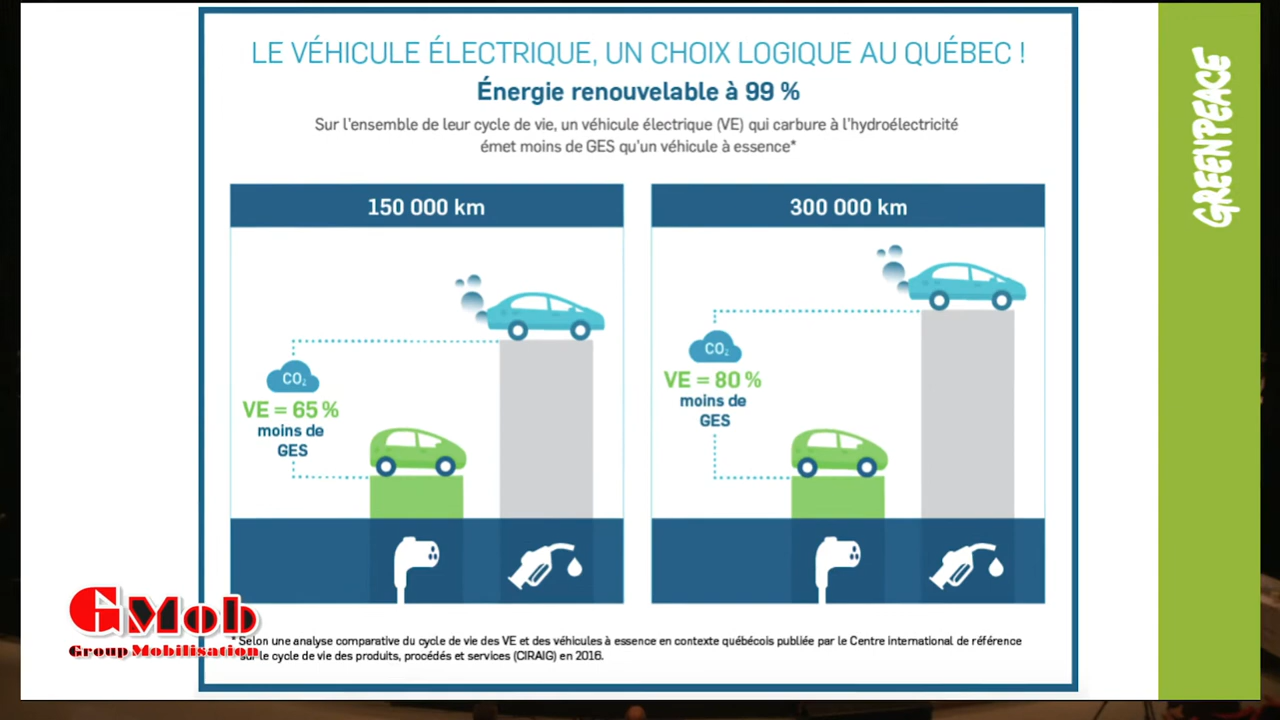 LE VÉHICULE ÉLECTRIQUE, UN CHOIX LOGIQUE AU QUÉBEC !
Énergie renouvelable à 99 %
Sur l'ensemble de leur cycle de vie, un véhicule électrique (VE) qui carbure à l'hydroélectricité
émet moins de GES qu'un véhicule à essence*
150 000 km
CO₂
VE = 65 %
moins de
GES
300 000 km
CO₂
VE = 80 %
moins de
GES
* Selon une analyse comparative du cycle de vie des VE et des véhicules à essence en contexte québécois publiée par le Centre international de référence
sur le cycle de vie des produits, procédés et services (CIRAIG) en 2016.
GREENPEACE
GMob
Group Mobilisation